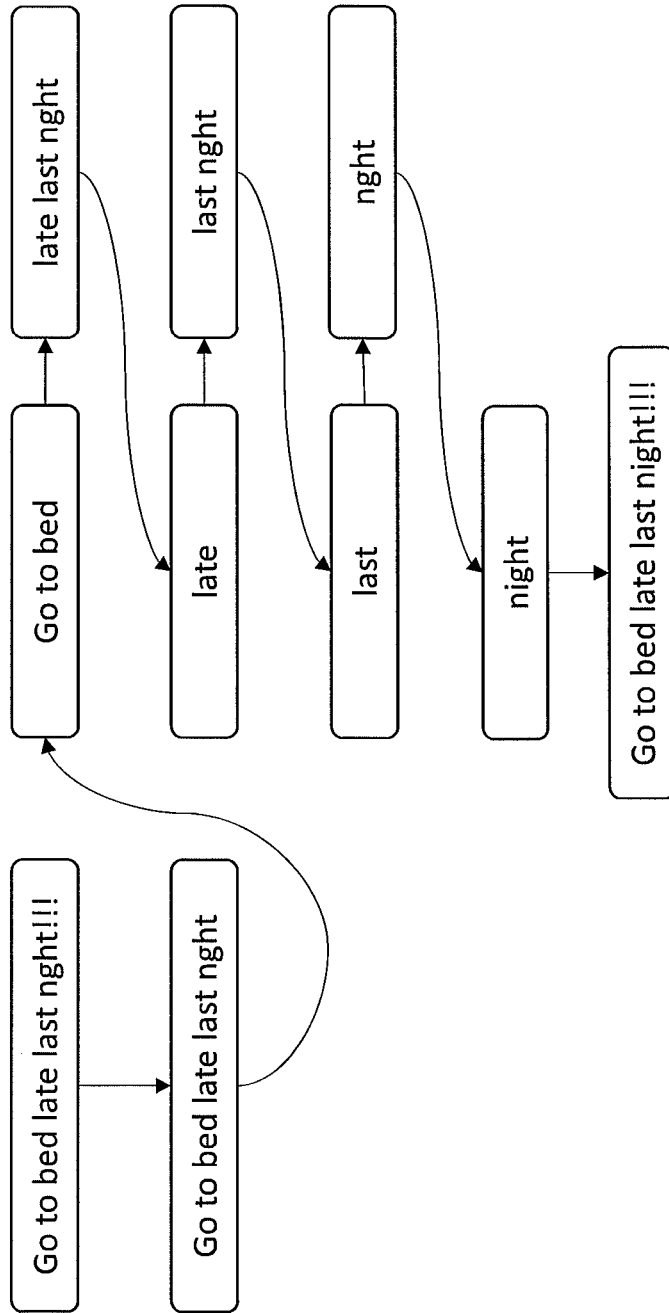 Go to bed late last nght!!!
Go to bed late last nght
Go to bed
late last nght
late
last nght
last
nght
night
Go to bed late last night!!!